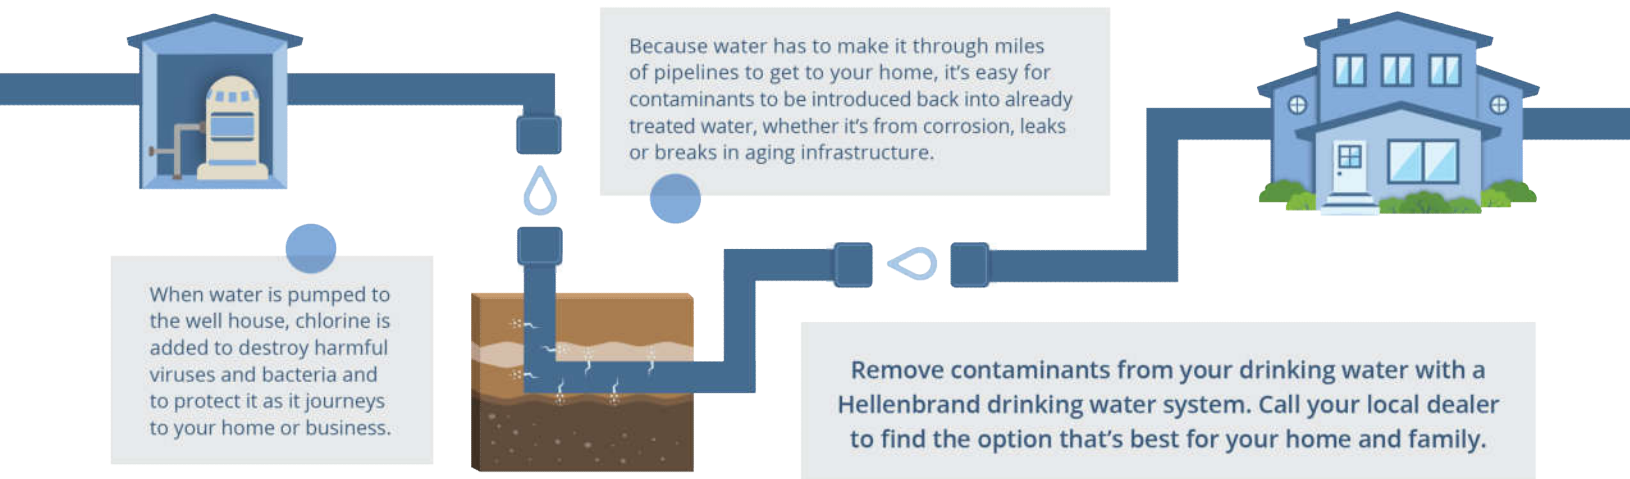 When water is pumped to
the well house, chlorine is
added to destroy harmful
viruses and bacteria and
to protect it as it journeys
to your home or business.
Because water has to make it through miles
of pipelines to get to your home, it’s easy for
contaminants to be introduced back into already
treated water, whether it’s from corrosion, leaks
or breaks in aging infrastructure.
Remove contaminants from your drinking water with a
Hellenbrand drinking water system. Call your local dealer
to find the option that’s best for your home and family.